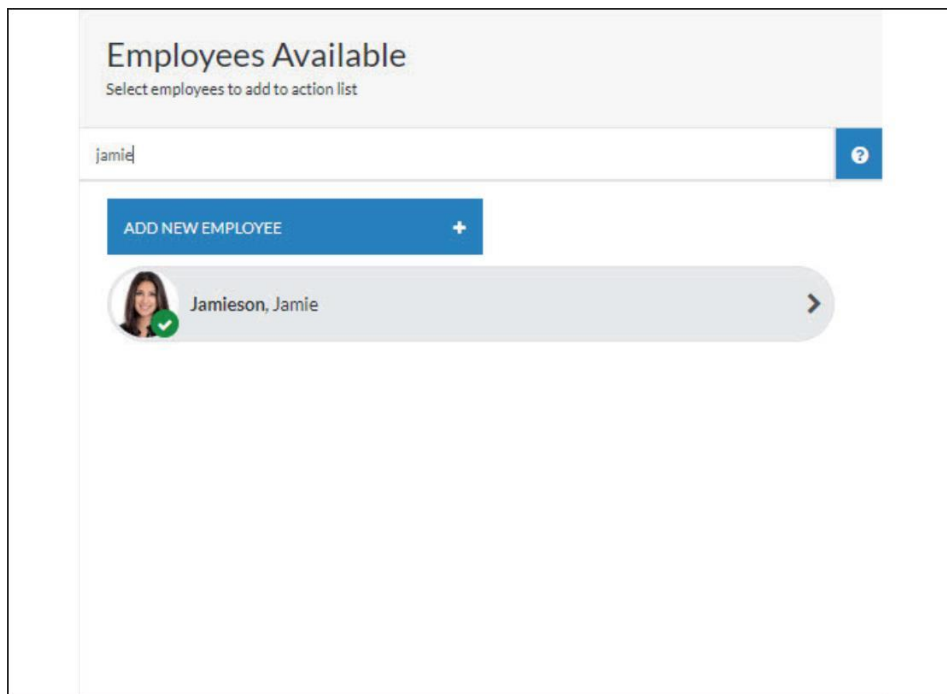 Employees Available
Select employees to add to action list
jamie
ADD NEW EMPLOYEE
Jamieson, Jamie